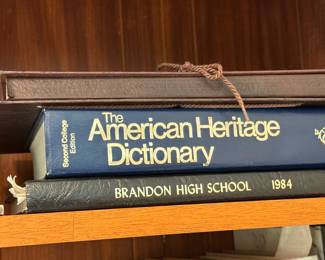 The
American Heritage
Dictionary
Second College
Edition
BRANDON HIGH SCHOOL 1984